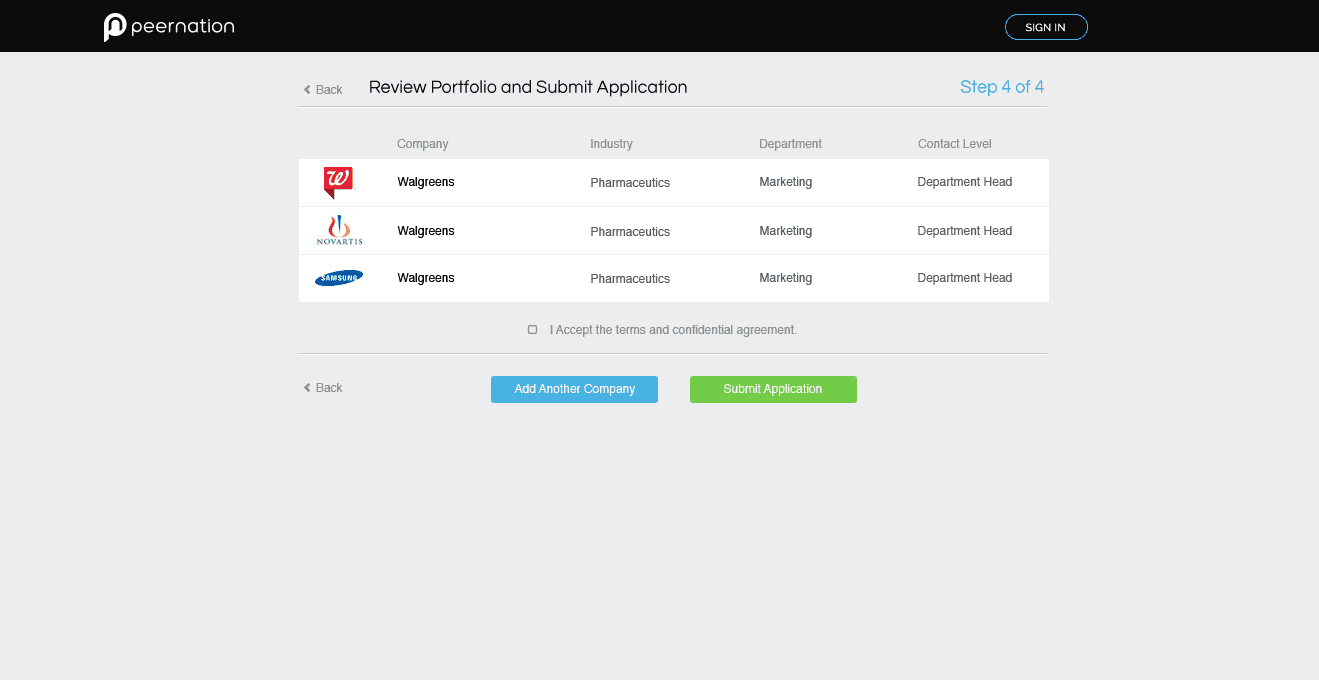 peernation SIGN IN
Back Review Portfolio and Submit Application Step 4 of 4
Company Industry Department Contact Level
Walgreens Pharmaceutics Marketing Department Head
NOVARTIS Walgreens Pharmaceutics Marketing Department Head
SAMSUNG Walgreens Pharmaceutics Marketing Department Head
I Accept the terms and confidential agreement.
Back Add Another Company Submit Application